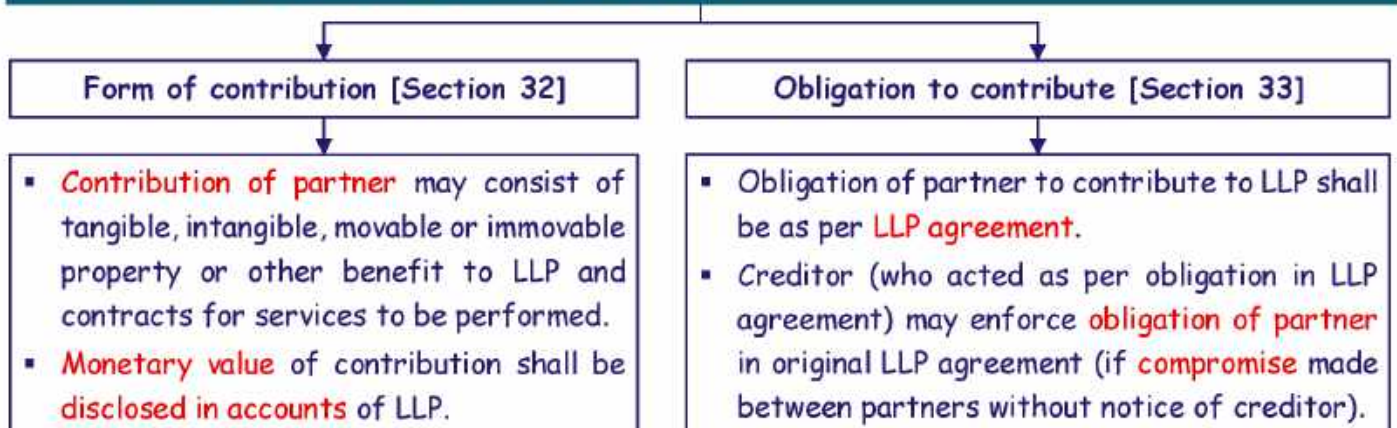 Form of contribution [Section 32]
▪ Contribution of partner may consist of
tangible, intangible, movable or immovable
property or other benefit to LLP and
contracts for services to be performed.
▪ Monetary value of contribution shall be
disclosed in accounts of LLP.
Obligation to contribute [Section 33]
▪ Obligation of partner to contribute to LLP shall
be as per LLP agreement.
▪ Creditor (who acted as per obligation in LLP
agreement) may enforce obligation of partner
in original LLP agreement (if compromise made
between partners without notice of creditor).